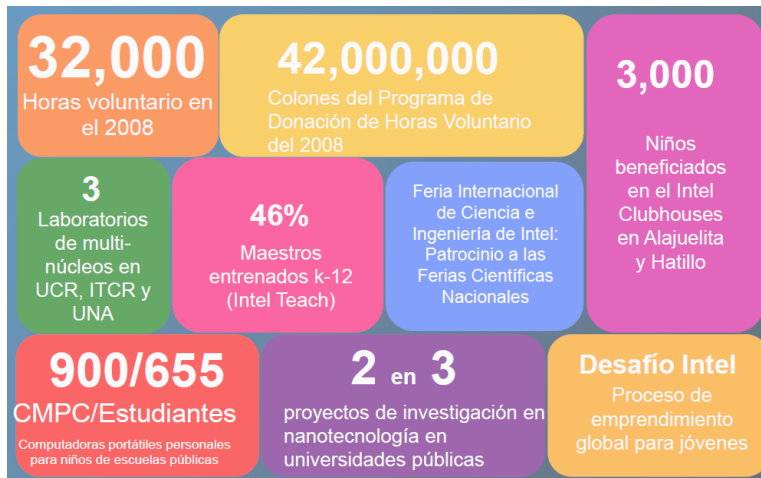 32,000
Horas voluntario en
el 2008
42,000,000
Colones del Programa de
Donación de Horas Voluntario
del 2008
3,000
Niños
beneficiados
en el Intel
Clubhouses
en Alajuelita
y Hatillo
3
Laboratorios
de multi-
núcleos en
UCR, ITCR y
UNA
46%
Maestros
entrenados k-12
(Intel Teach)
Feria Internacional
de Ciencia e
Ingeniería de Intel:
Patrocinio a las
Ferias Científicas
Nacionales
900/655
CMPC/Estudiantes
Computadoras portátiles personales
para niños de escuelas públicas
2 en 3
proyectos de investigación en
nanotecnología en
universidades públicas
Desafío Intel
Proceso de
emprendimiento
global para jóvenes